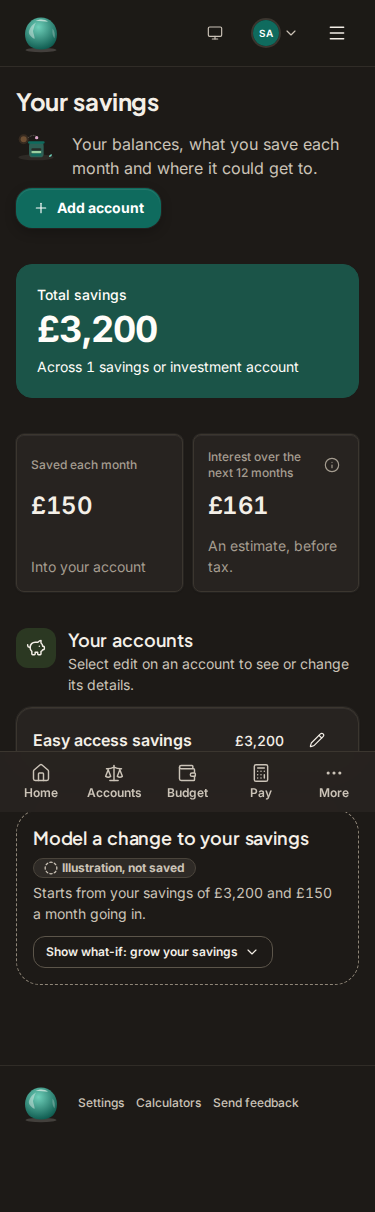 SA
Your savings
Your balances, what you save each
month and where it could get to.
Add account
Total savings
£3,200
Across 1 savings or investment account
Saved each month
£150
Into your account
Interest over the
next 12 months
£161
An estimate, before
tax.
Your accounts
Select edit on an account to see or change
its details.
Easy access savings £3,200
Home Accounts Budget Pay More
Model a change to your savings
Illustration, not saved
Starts from your savings of £3,200 and £150
a month going in.
Show what-if: grow your savings
Settings Calculators Send feedback